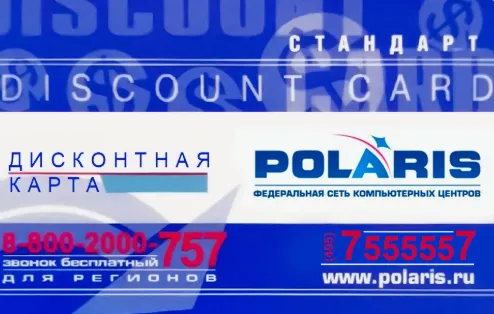 DISCOUNT
СТАНДАРТ
DISCOUNT CARD
ДИСКОНТНАЯ
КАРТА
POLARIS
ФЕДЕРАЛЬНАЯ СЕТЬ КОМПЬЮТЕРНЫХ ЦЕНТРОВ
8-800-2000-757
звонок бесплатный
ДЛЯ РЕГИОНОВ
(495) 7555557
www.polaris.ru